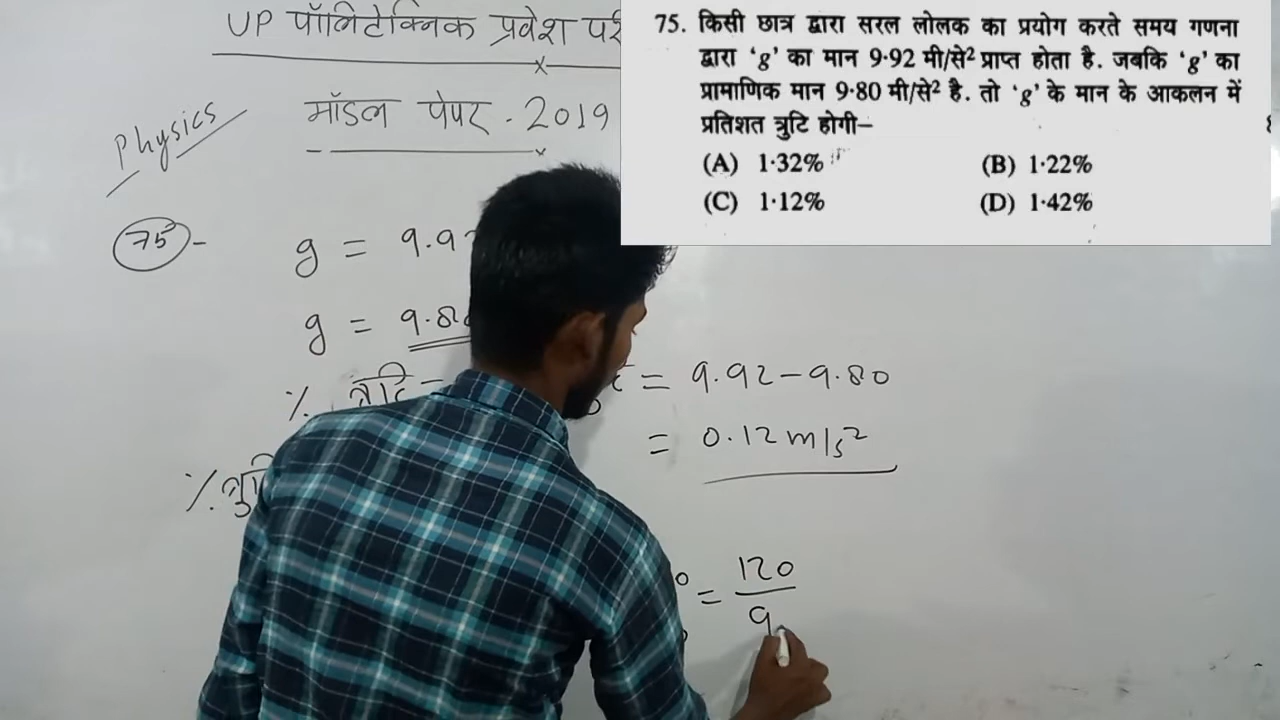 UP पॉलिटेक्निक प्रवेश
मॉडल पेपर - 2019
Physics
75. किसी छात्र द्वारा सरल लोलक का प्रयोग करते समय गणना
द्वारा ‘g’ का मान 9·92 मी/से² प्राप्त होता है. जबकि ‘g’ का
प्रामाणिक मान 9·80 मी/से² है. तो ‘g’ के मान के आकलन में
प्रतिशत त्रुटि होगी–
(A) 1·32% (B) 1·22%
(C) 1·12% (D) 1·42%
75 -
g = 9.92
g = 9.80
% त्रुटि = 9.92 - 9.80
= 0.12 m/s²
% त्रुटि
= 120
9